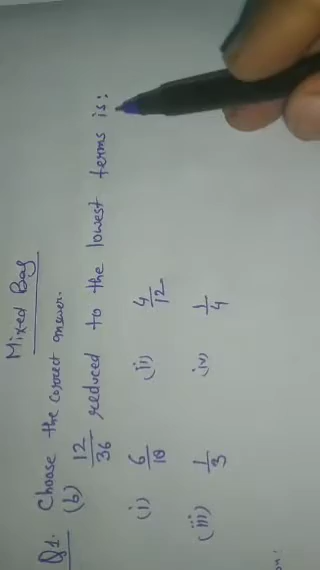 Mixed Bag
Q1. Choose the correct answer.
(b) 12/36 reduced to the lowest terms is:
(i) 6/18 (ii) 4/12
(iii) 1/3 (iv) 1/4